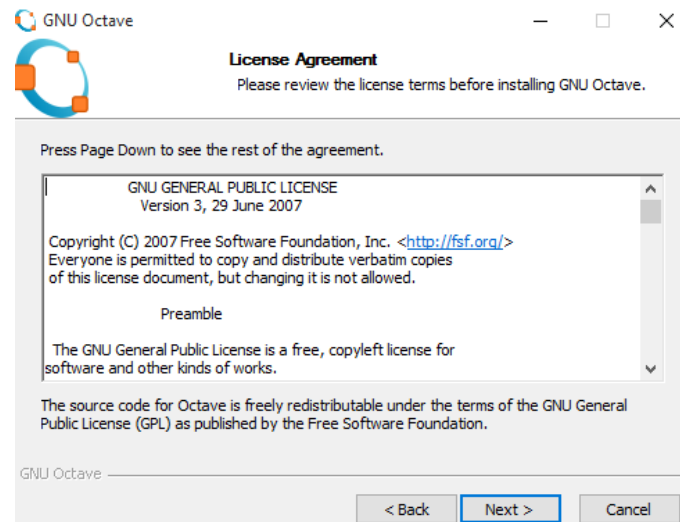 GNU Octave
License Agreement
Please review the license terms before installing GNU Octave.
Press Page Down to see the rest of the agreement.
GNU GENERAL PUBLIC LICENSE
Version 3, 29 June 2007
Copyright (C) 2007 Free Software Foundation, Inc. <http://fsf.org/>
Everyone is permitted to copy and distribute verbatim copies
of this license document, but changing it is not allowed.
Preamble
The GNU General Public License is a free, copyleft license for
software and other kinds of works.
The source code for Octave is freely redistributable under the terms of the GNU General
Public License (GPL) as published by the Free Software Foundation.
GNU Octave
< Back Next > Cancel